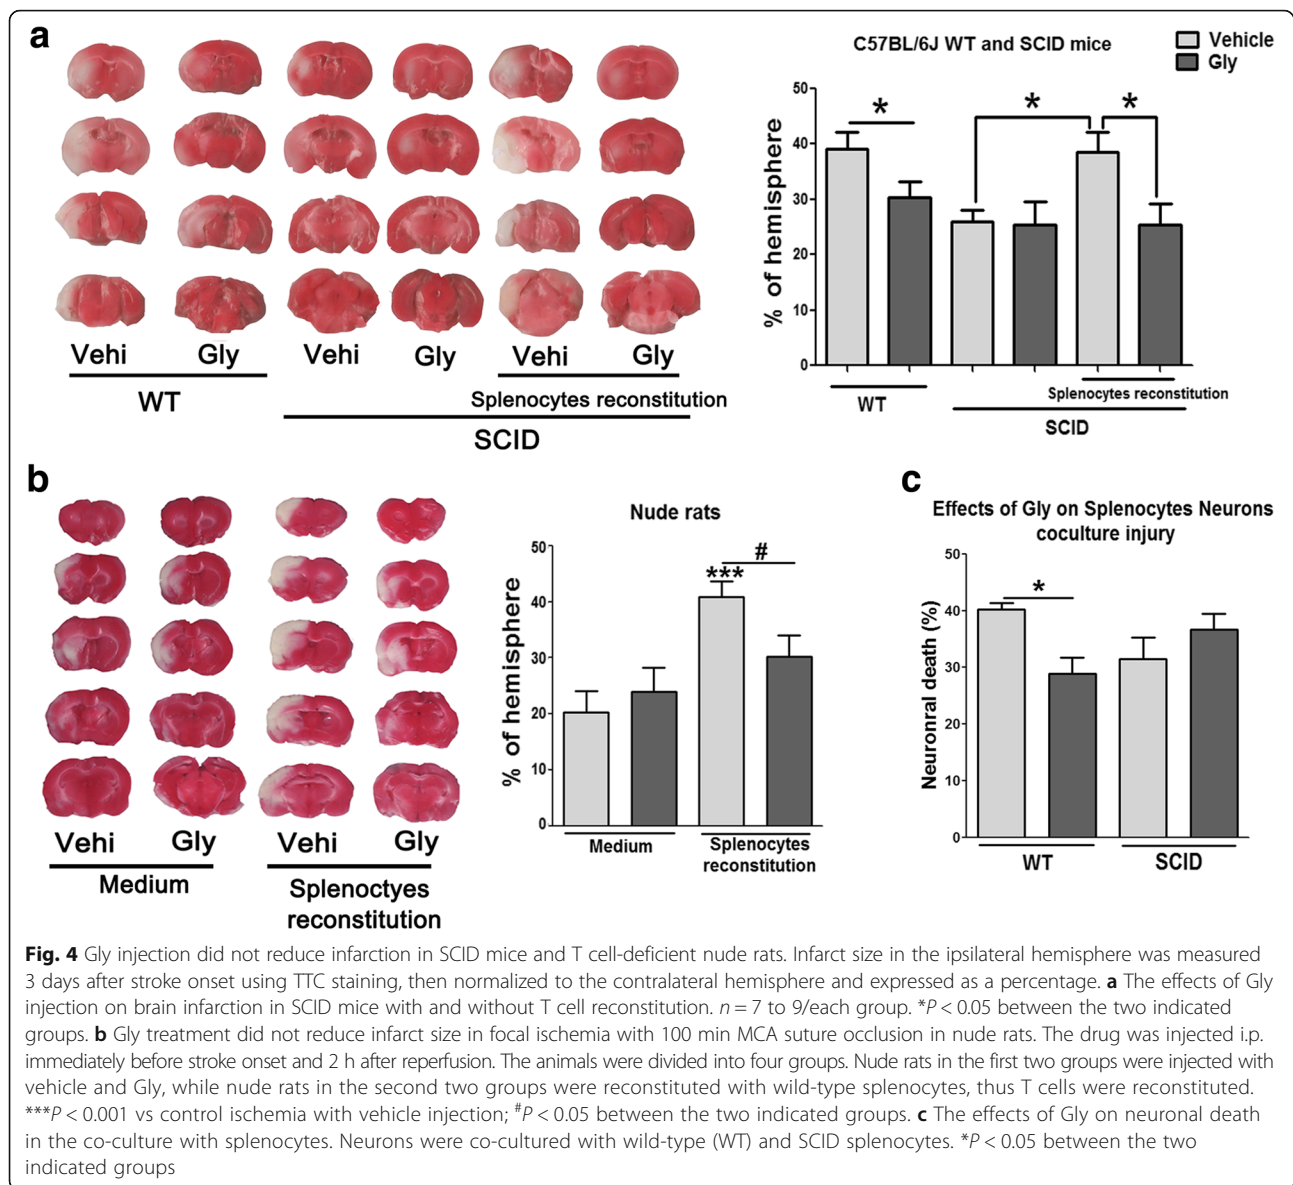 a
C57BL/6J WT and SCID mice
Vehicle
Gly
% of hemisphere
50
40
30
20
10
0
*
*
*
WT
Splenocytes reconstitution
SCID
Vehi Gly Vehi Gly Vehi Gly
WT
Splenocytes reconstitution
SCID
b
Vehi Gly Vehi Gly
Medium
Splenoctyes
reconstitution
Nude rats
% of hemisphere
50
40
30
20
10
0
***
#
Medium
Splenocytes
reconstitution
c
Effects of Gly on Splenocytes Neurons
coculture injury
Neuronral death (%)
50
40
30
20
10
0
*
WT
SCID
Fig. 4 Gly injection did not reduce infarction in SCID mice and T cell-deficient nude rats. Infarct size in the ipsilateral hemisphere was measured
3 days after stroke onset using TTC staining, then normalized to the contralateral hemisphere and expressed as a percentage. a The effects of Gly
injection on brain infarction in SCID mice with and without T cell reconstitution. n = 7 to 9/each group. *P < 0.05 between the two indicated
groups. b Gly treatment did not reduce infarct size in focal ischemia with 100 min MCA suture occlusion in nude rats. The drug was injected i.p.
immediately before stroke onset and 2 h after reperfusion. The animals were divided into four groups. Nude rats in the first two groups were injected with
vehicle and Gly, while nude rats in the second two groups were reconstituted with wild-type splenocytes, thus T cells were reconstituted.
***P < 0.001 vs control ischemia with vehicle injection; #P < 0.05 between the two indicated groups. c The effects of Gly on neuronal death
in the co-culture with splenocytes. Neurons were co-cultured with wild-type (WT) and SCID splenocytes. *P < 0.05 between the two
indicated groups